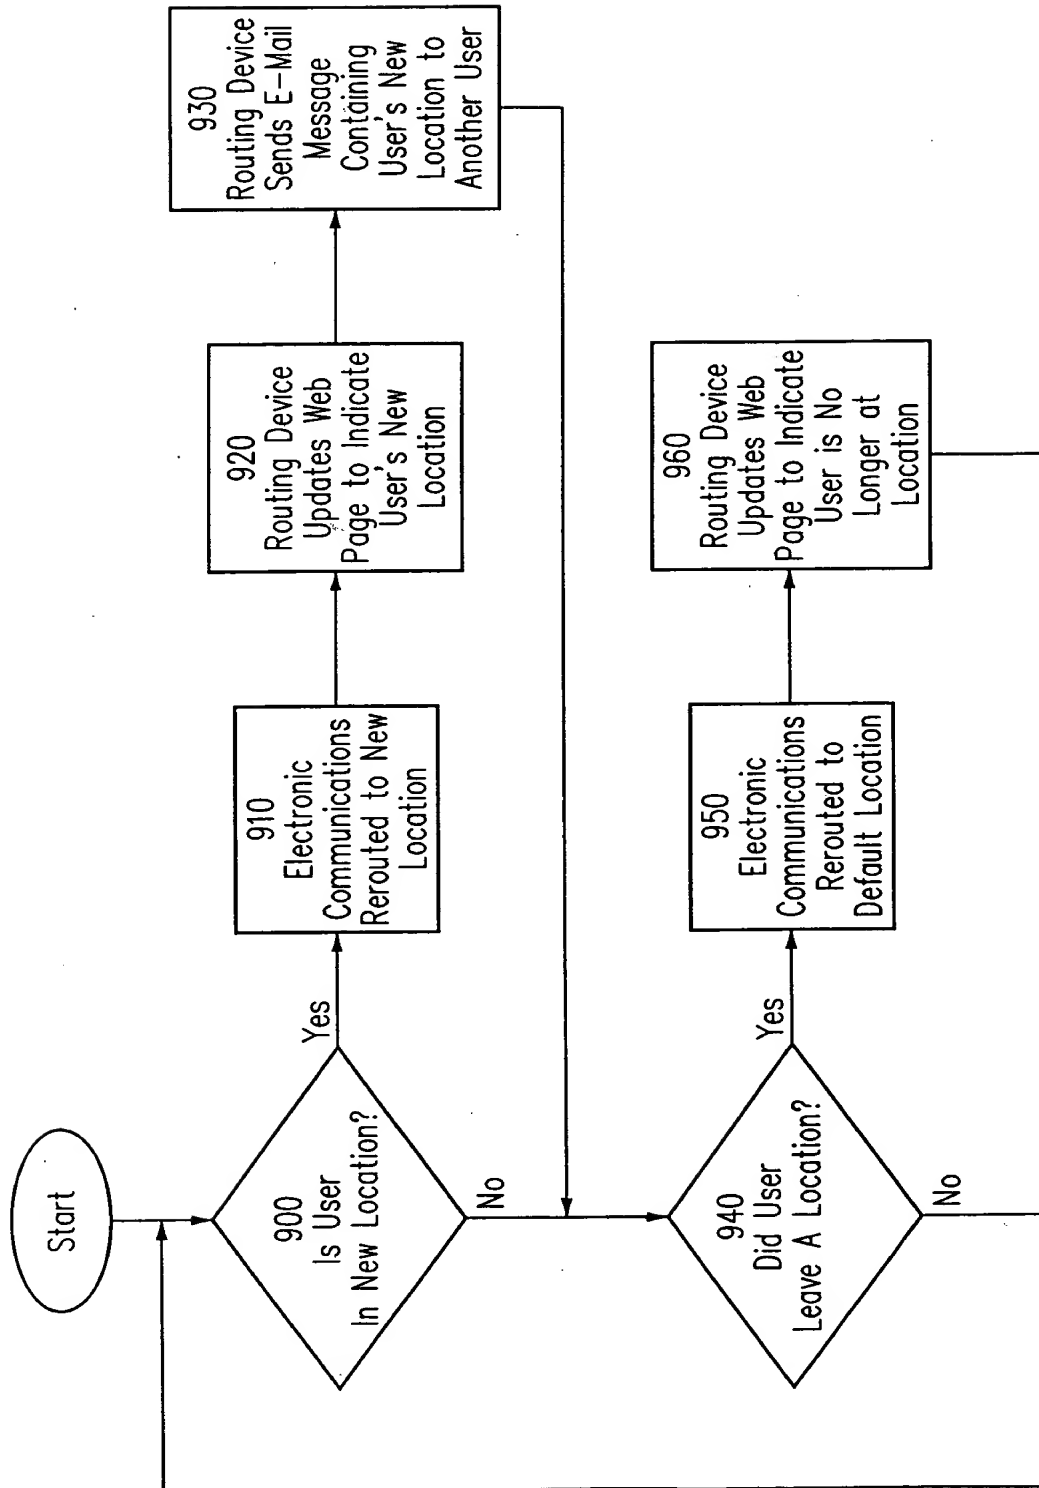 Start
900
Is User
In New Location?
Yes
No
910
Electronic
Communications
Rerouted to New
Location
920
Routing Device
Updates Web
Page to Indicate
User's New
Location
930
Routing Device
Sends E-Mail
Message
Containing
User's New
Location to
Another User
940
Did User
Leave A Location?
Yes
No
950
Electronic
Communications
Rerouted to
Default Location
960
Routing Device
Updates Web
Page to Indicate
User is No
Longer at
Location